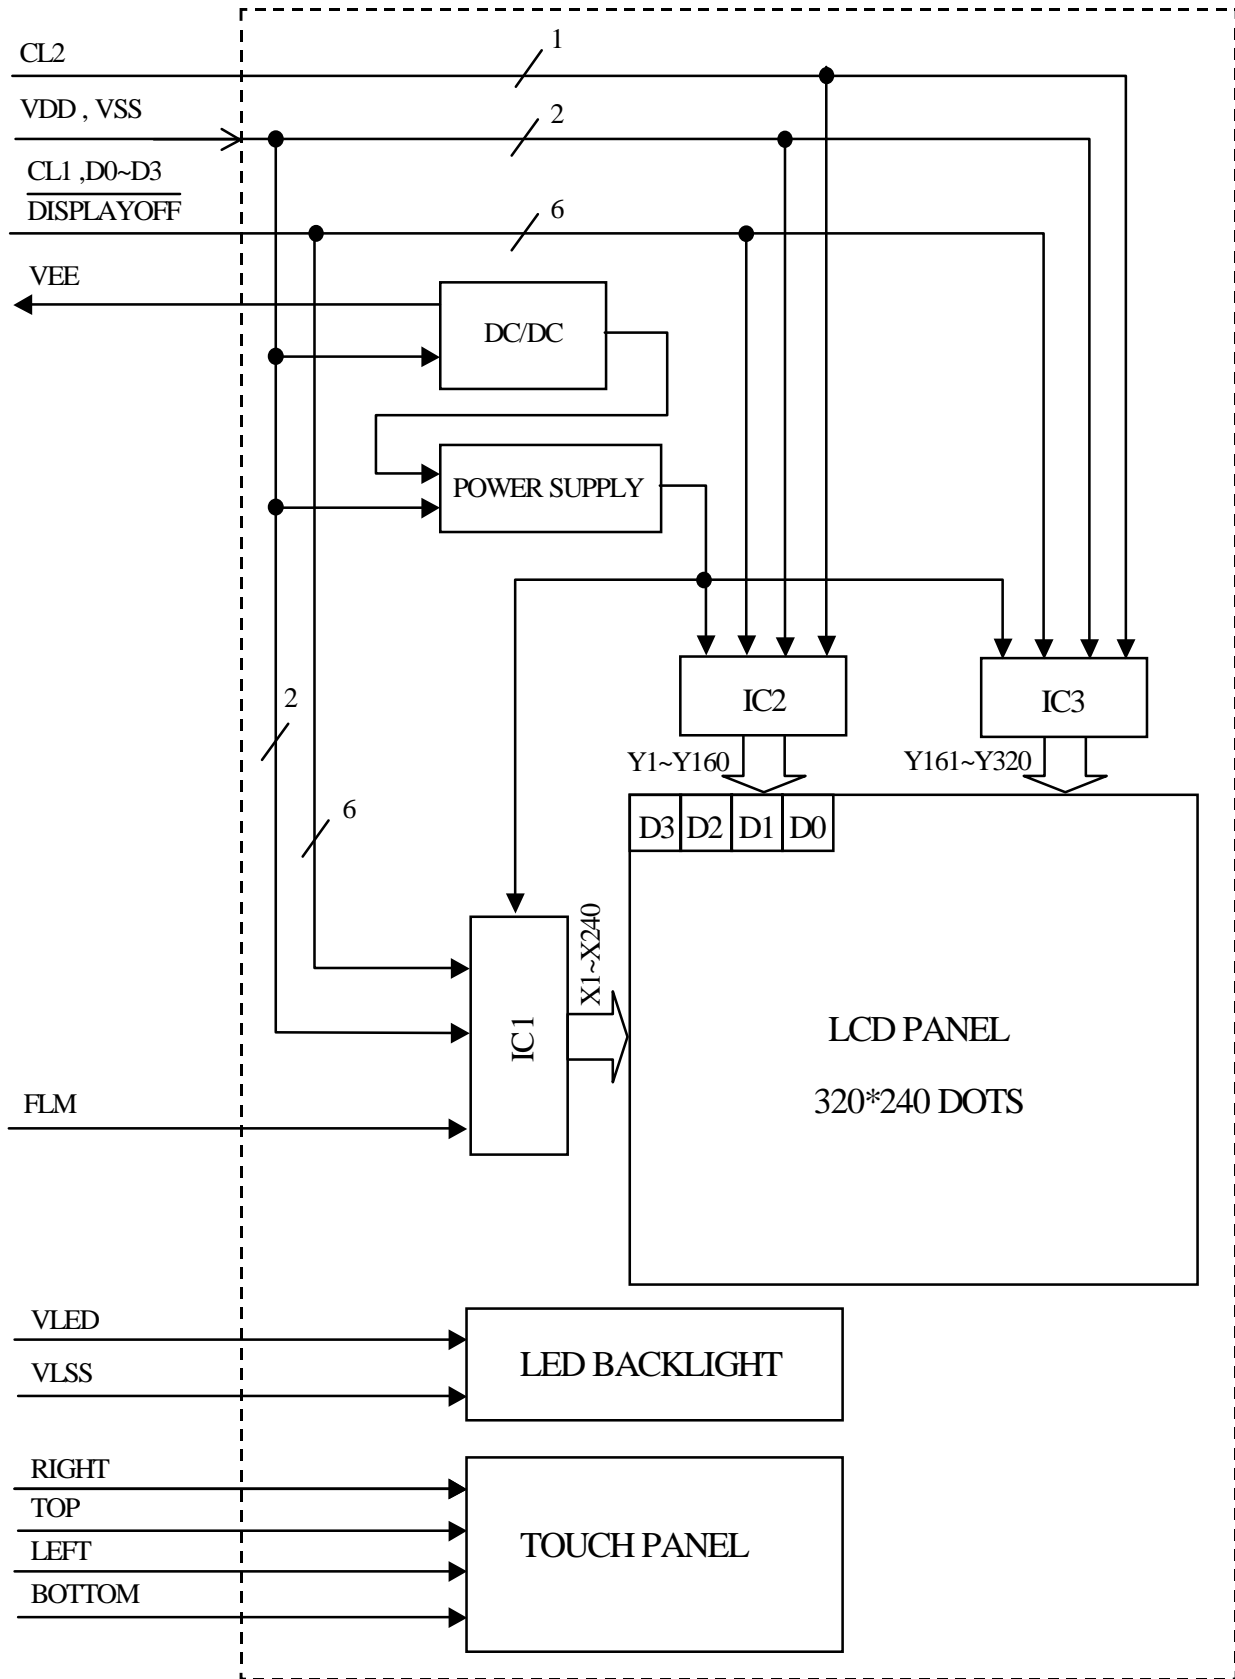 CL2
1
VDD , VSS
2
CL1 ,D0~D3
DISPLAYOFF
6
VEE
DC/DC
POWER SUPPLY
2
6
IC2
IC3
Y1~Y160
Y161~Y320
D3 D2 D1 D0
X1~X240
IC1
LCD PANEL
320*240 DOTS
FLM
VLED
VLSS
LED BACKLIGHT
RIGHT
TOP
LEFT
BOTTOM
TOUCH PANEL